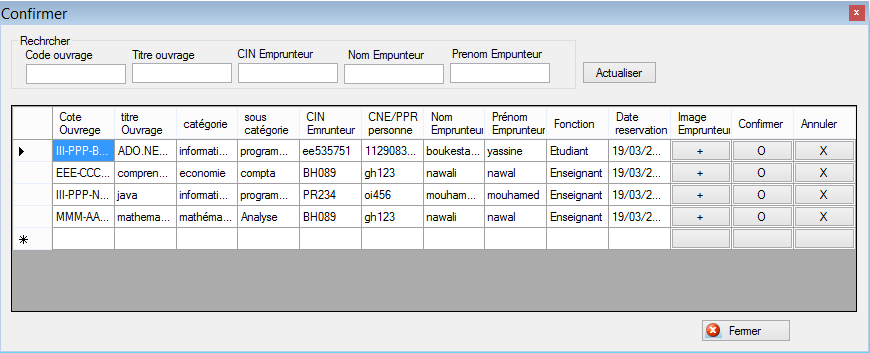 Confirmer x
Rechrcher
Code ouvrage Titre ouvrage CIN Emprunteur Nom Empunteur Prenom Empunteur
Actualiser
Cote Ouvrege titre Ouvrage catégorie sous catégorie CIN Emrunteur CNE/PPR personne Nom Emprunteur Prénom Emprunteur Fonction Date reservation Image Emprunteur Confirmer Annuler
III-PPP-B... ADO.NE... informati... program... ee535751 1129083... boukesta... yassine Etudiant 19/03/2... + O X
EEE-CCC... compren... economie compta BH089 gh123 nawali nawal Enseignant 19/03/2... + O X
III-PPP-N... java informati... program... PR234 oi456 mouham... mouhamed Enseignant 19/03/2... + O X
MMM-AA... mathema... mathéma... Analyse BH089 gh123 nawali nawal Enseignant 19/03/2... + O X
Fermer